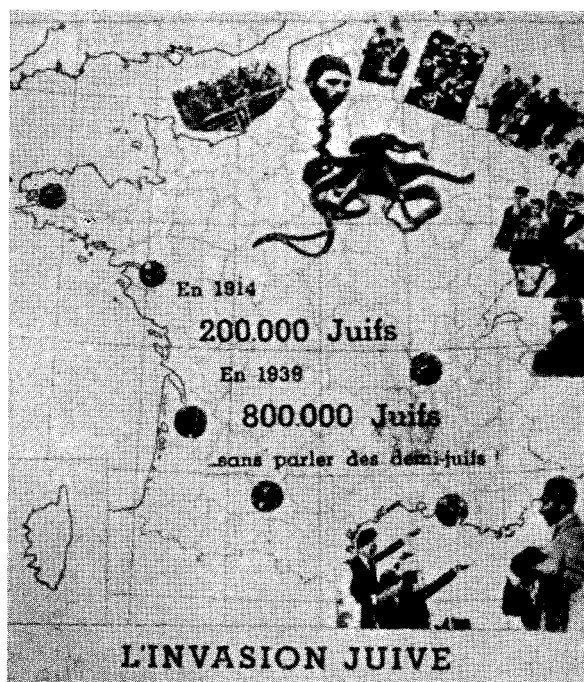 En 1914
200.000 Juifs
En 1939
800.000 Juifs
...sans parler des demi-juifs !
L'INVASION JUIVE